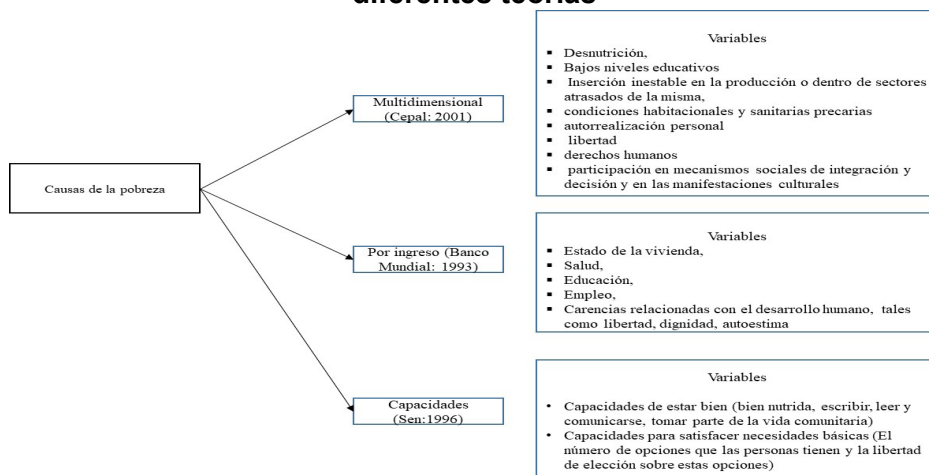 diferentes teorías
Causas de la pobreza
Multidimensional
(Cepal: 2001)
Variables
▪ Desnutrición,
▪ Bajos niveles educativos
▪ Inserción inestable en la producción o dentro de sectores
atrasados de la misma,
▪ condiciones habitacionales y sanitarias precarias
▪ autorrealización personal
▪ libertad
▪ derechos humanos
▪ participación en mecanismos sociales de integración y
decisión y en las manifestaciones culturales
Por ingreso (Banco
Mundial: 1993)
Variables
▪ Estado de la vivienda,
▪ Salud,
▪ Educación,
▪ Empleo,
▪ Carencias relacionadas con el desarrollo humano, tales
como libertad, dignidad, autoestima
Capacidades
(Sen:1996)
Variables
• Capacidades de estar bien (bien nutrida, escribir, leer y
comunicarse, tomar parte de la vida comunitaria)
• Capacidades para satisfacer necesidades básicas (El
número de opciones que las personas tienen y la libertad
de elección sobre estas opciones)